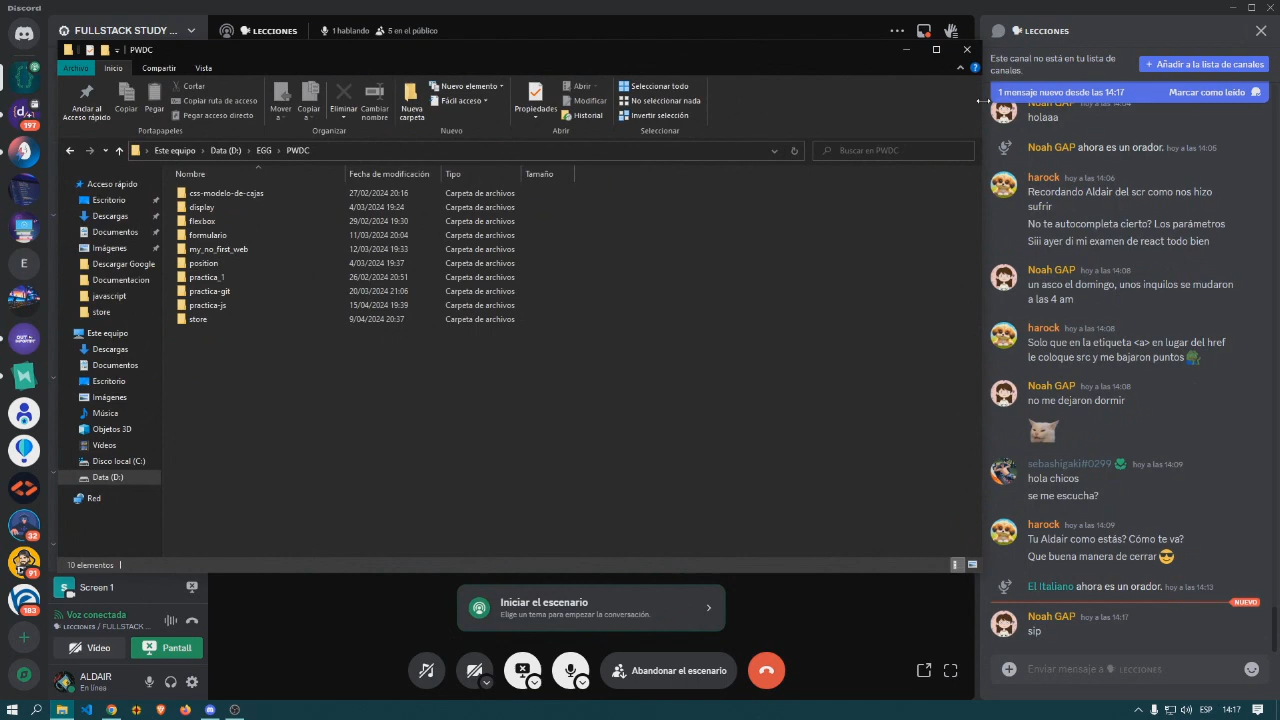 Discord
FULLSTACK STUDY ...
LECCIONES
1 hablando
5 en el público
LECCIONES
PWDC
Archivo
Inicio
Compartir
Vista
Anclar al
Acceso rápido
Copiar
Pegar
Cortar
Copiar ruta de acceso
Pegar acceso directo
Portapapeles
Mover
a
Copiar
a
Eliminar
Cambiar
nombre
Organizar
Nueva
carpeta
Nuevo elemento
Fácil acceso
Nuevo
Propiedades
Abrir
Modificar
Historial
Abrir
Seleccionar todo
No seleccionar nada
Invertir selección
Seleccionar
Este equipo
Data (D:)
EGG
PWDC
Buscar en PWDC
Nombre
Fecha de modificación
Tipo
Tamaño
css-modelo-de-cajas 27/02/2024 20:16 Carpeta de archivos
display 4/03/2024 19:24 Carpeta de archivos
flexbox 29/02/2024 19:30 Carpeta de archivos
formulario 11/03/2024 20:04 Carpeta de archivos
my_no_first_web 12/03/2024 19:33 Carpeta de archivos
position 4/03/2024 19:37 Carpeta de archivos
practica_1 26/02/2024 20:51 Carpeta de archivos
practica-git 20/03/2024 21:06 Carpeta de archivos
practica-js 15/04/2024 19:39 Carpeta de archivos
store 9/04/2024 20:37 Carpeta de archivos
Acceso rápido
Escritorio
Descargas
Documentos
Imágenes
Descargar Google
Documentacion
javascript
store
Este equipo
Descargas
Documentos
Escritorio
Imágenes
Música
Objetos 3D
Vídeos
Disco local (C:)
Data (D:)
Red
10 elementos
197
E
32
91
183
S
Screen 1
Voz conectada
LECCIONES / FULLSTACK
Vídeo
Pantall
ALDAIR
En línea
Iniciar el escenario
Elige un tema para empezar la conversación.
Abandonar el escenario
Este canal no está en tu lista de
canales.
+ Añadir a la lista de canales
1 mensaje nuevo desde las 14:17
Marcar como leído
Noah GAP
holaaa
Noah GAP ahora es un orador. hoy a las 14:05
harock hoy a las 14:06
Recordando Aldair del scr como nos hizo
sufrir
No te autocompleta cierto? Los parámetros
Siii ayer di mi examen de react todo bien
Noah GAP hoy a las 14:08
un asco el domingo, unos inquilos se mudaron
a las 4 am
harock hoy a las 14:08
Solo que en la etiqueta <a> en lugar del href
le coloque src y me bajaron puntos
Noah GAP hoy a las 14:08
no me dejaron dormir
sebashigaki#0299 hoy a las 14:09
hola chicos
se me escucha?
harock hoy a las 14:09
Tu Aldair como estás? Cómo te va?
Que buena manera de cerrar
El Italiano ahora es un orador. hoy a las 14:13
NUEVO
Noah GAP hoy a las 14:17
sip
Enviar mensaje a LECCIONES
ESP
14:17